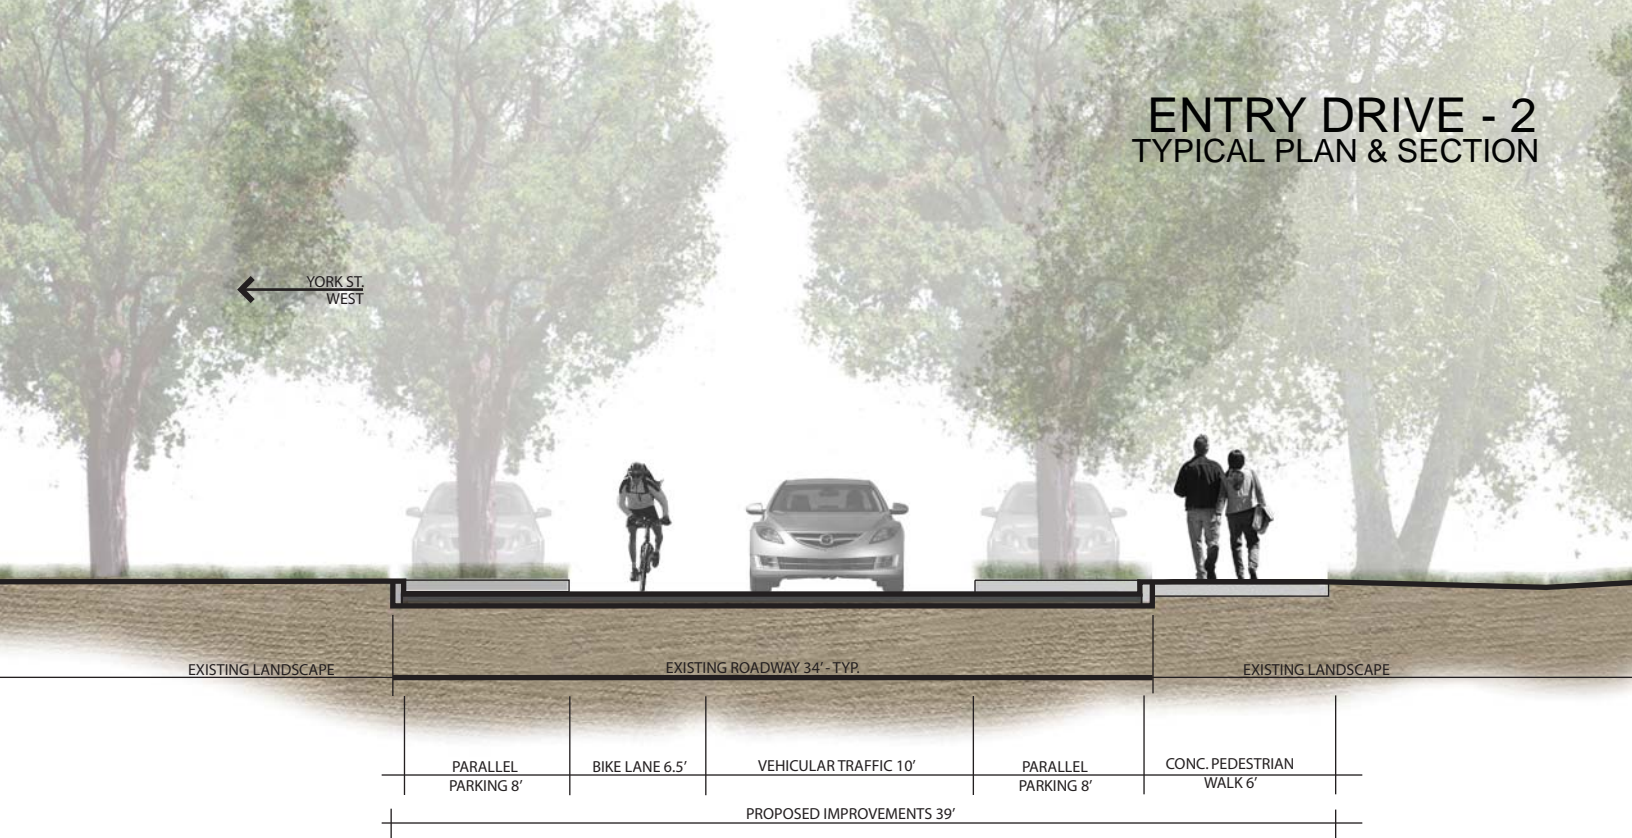 ENTRY DRIVE - 2
TYPICAL PLAN & SECTION
YORK ST.
WEST
EXISTING LANDSCAPE
EXISTING ROADWAY 34' - TYP.
EXISTING LANDSCAPE
PARALLEL
PARKING 8'
BIKE LANE 6.5'
VEHICULAR TRAFFIC 10'
PARALLEL
PARKING 8'
CONC. PEDESTRIAN
WALK 6'
PROPOSED IMPROVEMENTS 39'